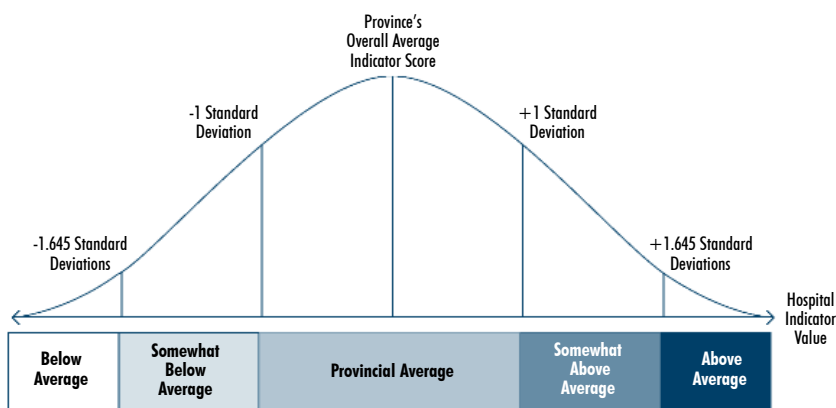 Province's
Overall Average
Indicator Score
-1 Standard
Deviation
+1 Standard
Deviation
-1.645 Standard
Deviations
+1.645 Standard
Deviations
Hospital
Indicator
Value
Below
Average
Somewhat
Below
Average
Provincial Average
Somewhat
Above
Average
Above
Average